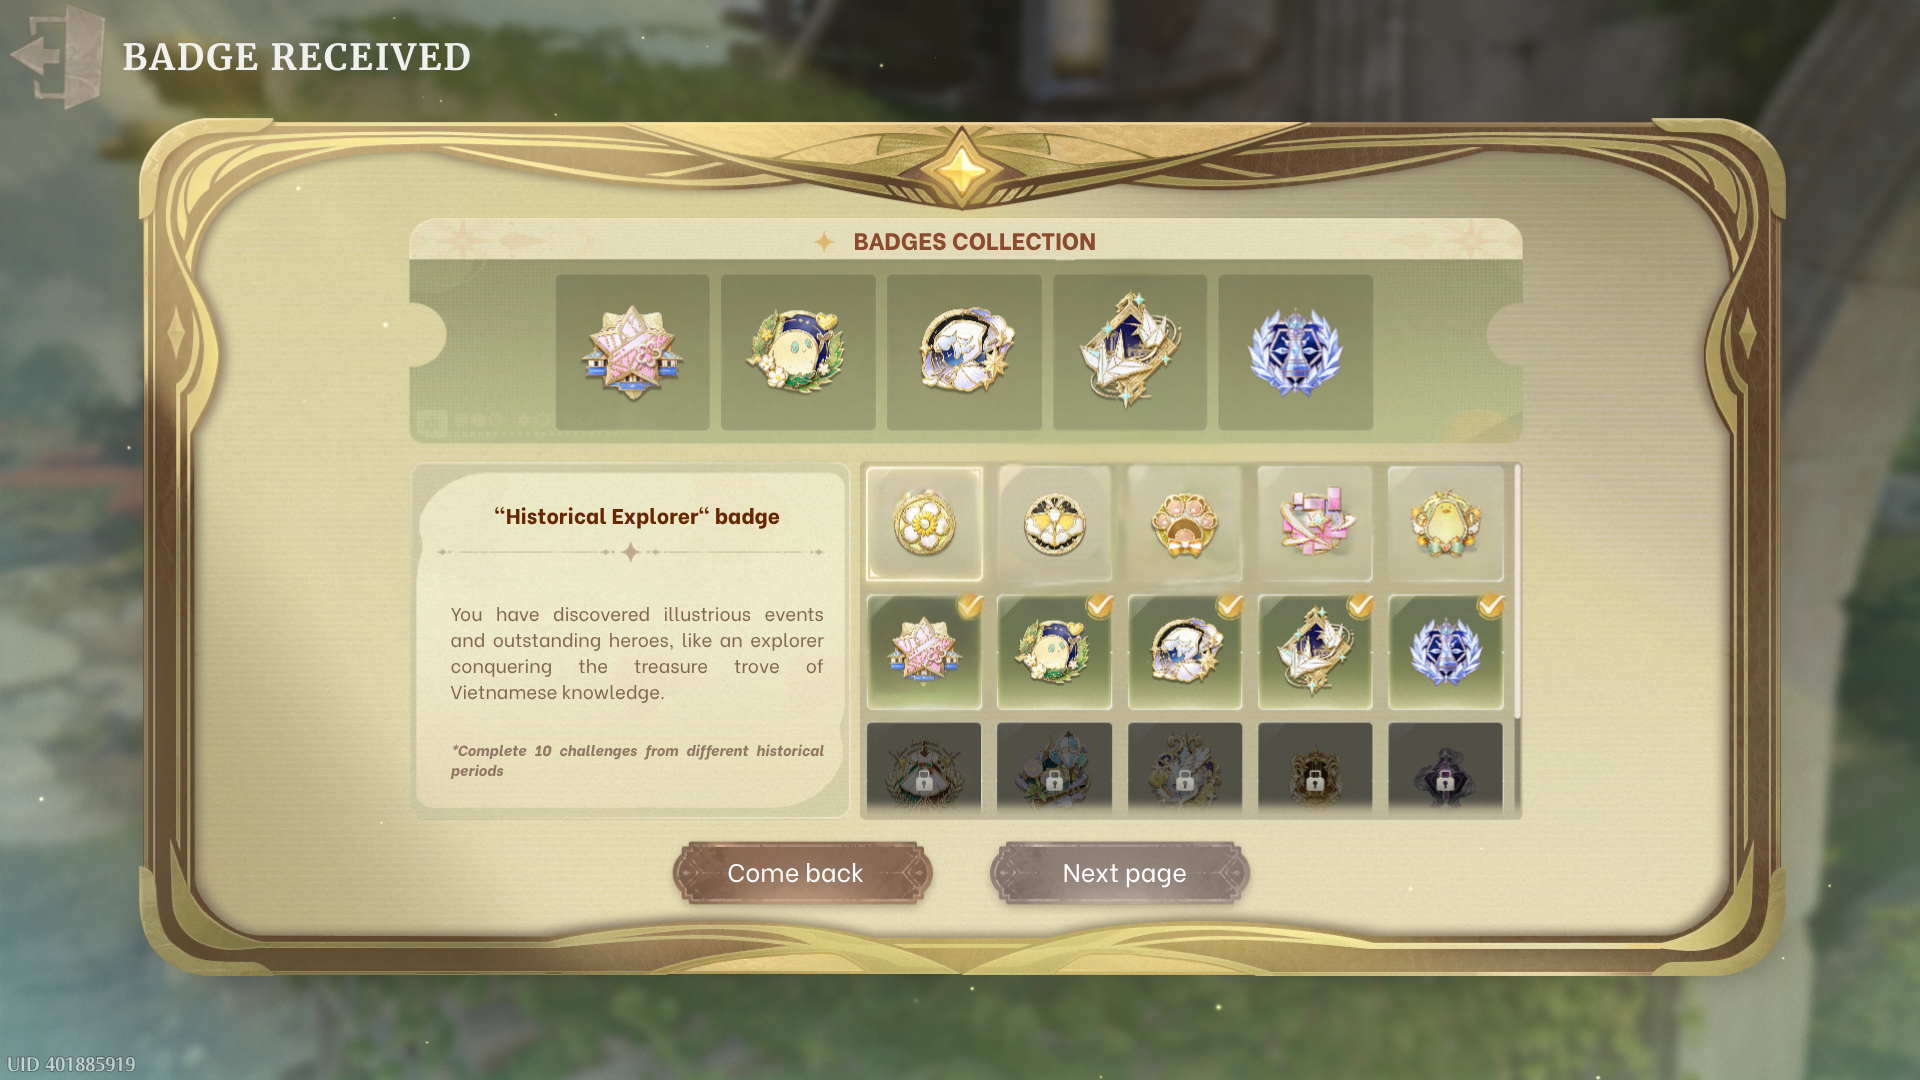 BADGE RECEIVED
BADGES COLLECTION
“Historical Explorer“ badge
You have discovered illustrious events
and outstanding heroes, like an explorer
conquering the treasure trove of
Vietnamese knowledge.
*Complete 10 challenges from different historical
periods
Come back
Next page
UID 401885919